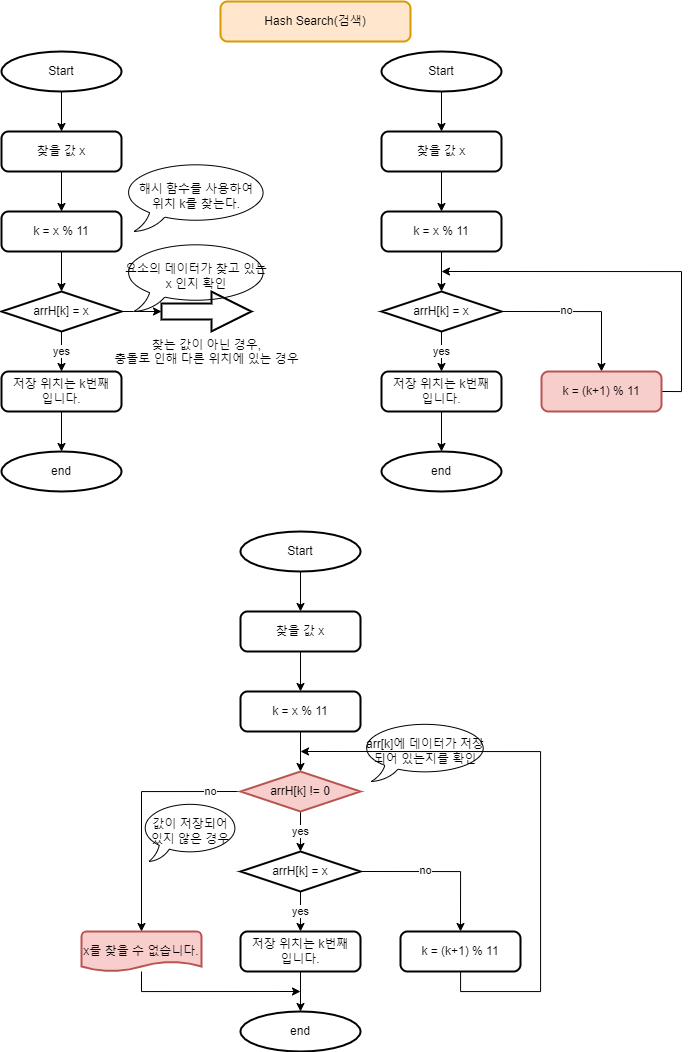 Hash Search(검색)
Start
찾을 값 x
해시 함수를 사용하여
위치 k를 찾는다.
k = x % 11
요소의 데이터가 찾고 있는
x 인지 확인
arrH[k] = x
yes
찾는 값이 아닌 경우,
충돌로 인해 다른 위치에 있는 경우
저장 위치는 k번째
입니다.
end
Start
찾을 값 x
k = x % 11
arrH[k] = x
no
yes
저장 위치는 k번째
입니다.
k = (k+1) % 11
end
Start
찾을 값 x
k = x % 11
arr[k]에 데이터가 저장
되어 있는지를 확인
arrH[k] != 0
no
yes
값이 저장되어
있지 않은 경우
arrH[k] = x
no
yes
x를 찾을 수 없습니다.
저장 위치는 k번째
입니다.
k = (k+1) % 11
end